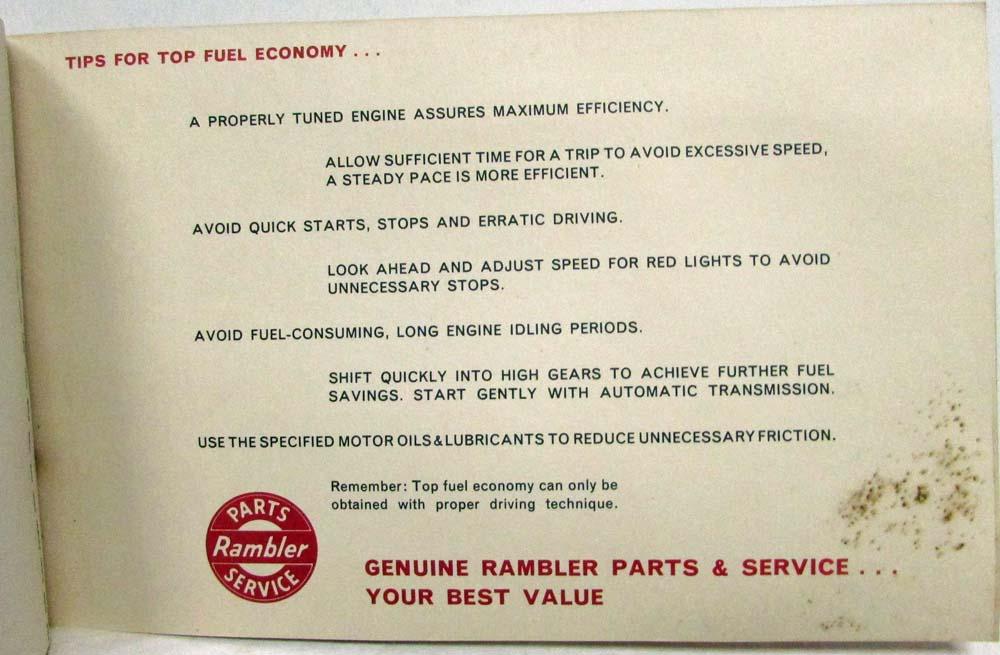 TIPS FOR TOP FUEL ECONOMY . . .
A PROPERLY TUNED ENGINE ASSURES MAXIMUM EFFICIENCY.
ALLOW SUFFICIENT TIME FOR A TRIP TO AVOID EXCESSIVE SPEED,
A STEADY PACE IS MORE EFFICIENT.
AVOID QUICK STARTS, STOPS AND ERRATIC DRIVING.
LOOK AHEAD AND ADJUST SPEED FOR RED LIGHTS TO AVOID
UNNECESSARY STOPS.
AVOID FUEL-CONSUMING, LONG ENGINE IDLING PERIODS.
SHIFT QUICKLY INTO HIGH GEARS TO ACHIEVE FURTHER FUEL
SAVINGS. START GENTLY WITH AUTOMATIC TRANSMISSION.
USE THE SPECIFIED MOTOR OILS & LUBRICANTS TO REDUCE UNNECESSARY FRICTION.
Remember: Top fuel economy can only be
obtained with proper driving technique.
PARTS
Rambler
SERVICE
GENUINE RAMBLER PARTS & SERVICE . . .
YOUR BEST VALUE